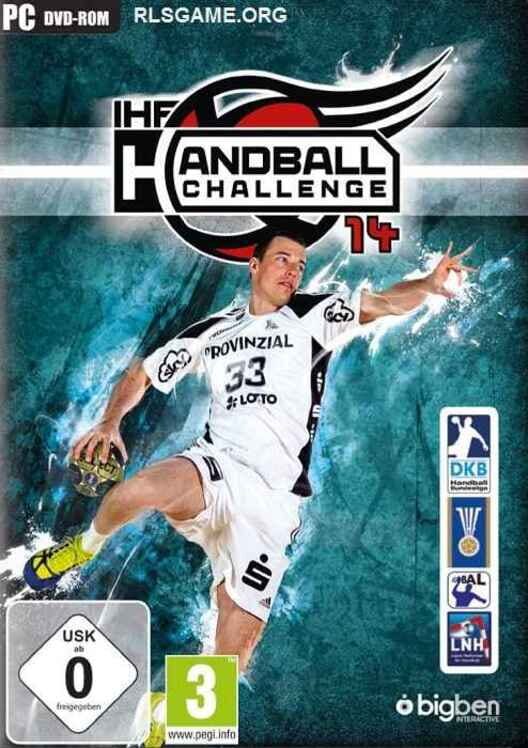 PC DVD-ROM
RLSGAME.ORG
IHF
HANDBALL
CHALLENGE
14
PROVINZIAL
33
LOTTO
S
DKB
Handball
Bundesliga
BAL
LNH
USK
ab
0
freigegeben
3
www.pegi.info
bigben
INTERACTIVE